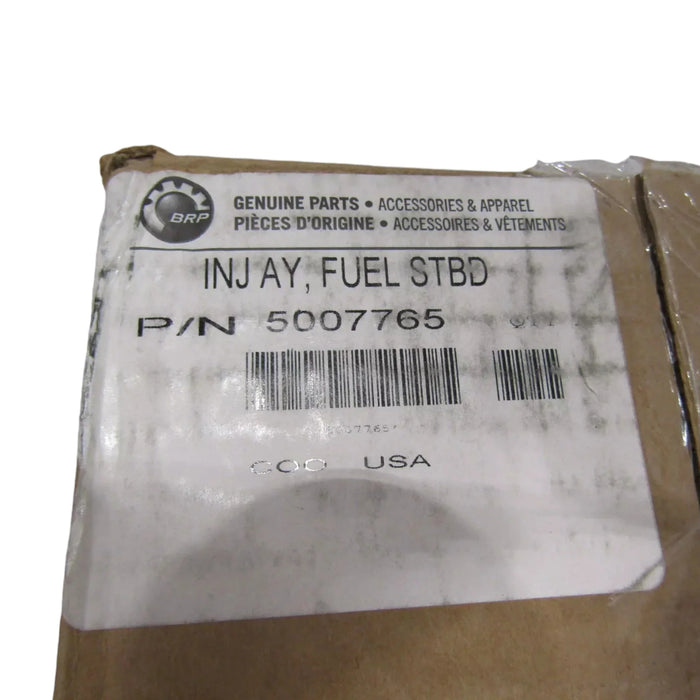 BRP
GENUINE PARTS • ACCESSORIES & APPAREL
PIÈCES D'ORIGINE • ACCESSOIRES & VÊTEMENTS
INJ AY, FUEL STBD
P/N 5007765
COO USA